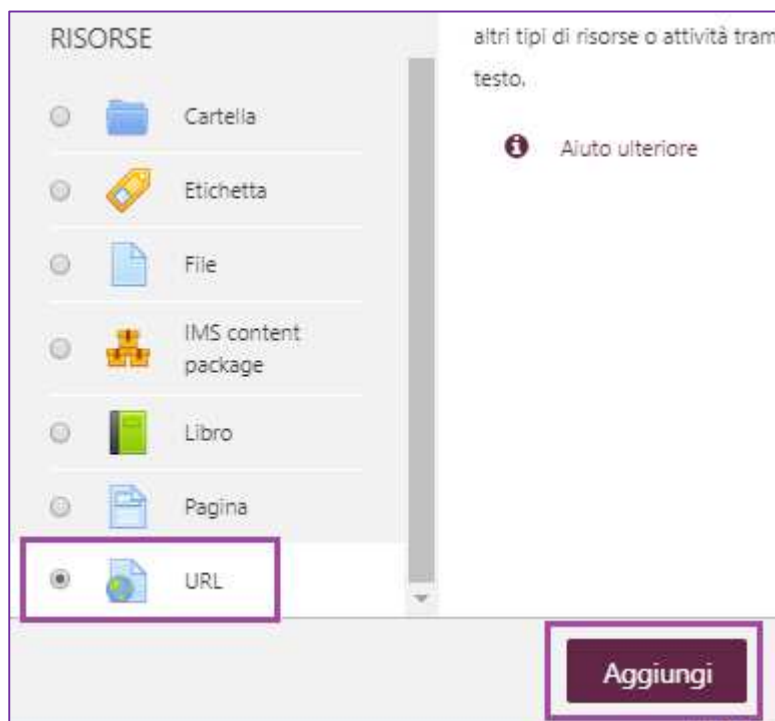 RISORSE
Cartella
Etichetta
File
IMS content
package
Libro
Pagina
URL
altri tipi di risorse o attività
testo.
Aiuto ulteriore
Aggiungi